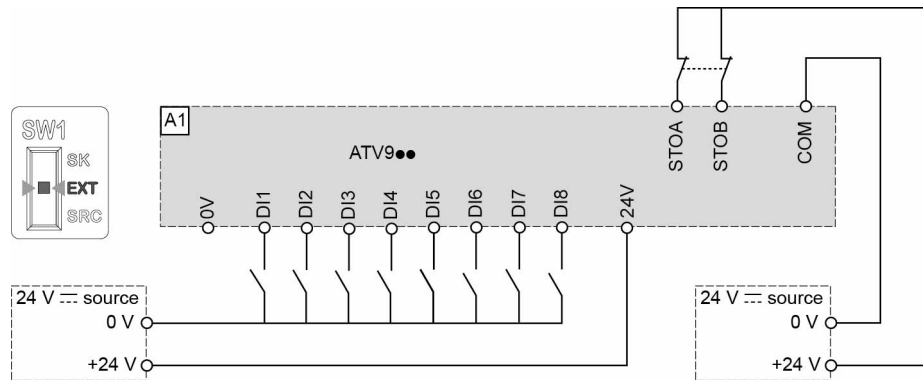 STOA
STOB
COM
A1
SW1
SK
EXT
SRC
ATV9●●
0V
DI1
DI2
DI3
DI4
DI5
DI6
DI7
DI8
24V
24 V ⎓ source
0 V
+24 V
24 V ⎓ source
0 V
+24 V